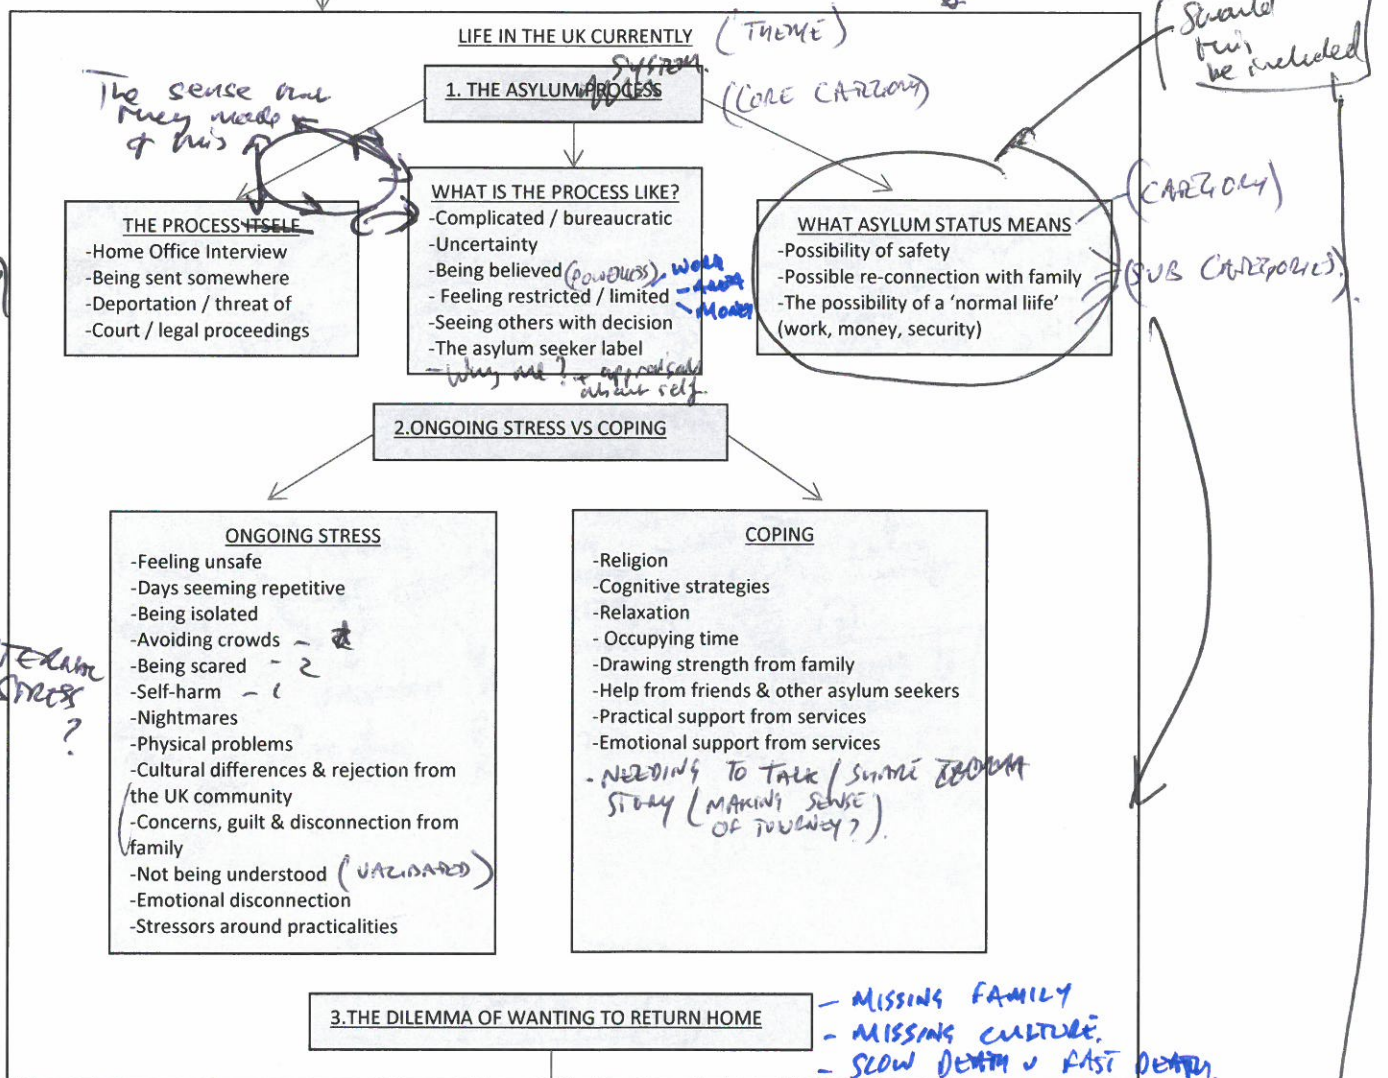 LIFE IN THE UK CURRENTLY (THEME)
Should
this
be included
SYSTEM.
1. THE ASYLUM PROCESS
(CORE CATEGORY)
The sense that
they made
of this
THE PROCESS ITSELF
-Home Office Interview
-Being sent somewhere
-Deportation / threat of
-Court / legal proceedings
WHAT IS THE PROCESS LIKE?
-Complicated / bureaucratic
-Uncertainty
-Being believed (POWERLESS)
- Feeling restricted / limited
- WORK
- MONEY
-Seeing others with decision
-The asylum seeker label
- Why me? + appraisals
about self.
WHAT ASYLUM STATUS MEANS
-Possibility of safety
-Possible re-connection with family
-The possibility of a 'normal liife'
(work, money, security)
(CATEGORY)
(SUB CATEGORIES).
2.ONGOING STRESS VS COPING
ONGOING STRESS
-Feeling unsafe
-Days seeming repetitive
-Being isolated
-Avoiding crowds -
-Being scared - 2
-Self-harm - 1
-Nightmares
-Physical problems
-Cultural differences & rejection from
the UK community
-Concerns, guilt & disconnection from
family
-Not being understood (VALIDATED)
-Emotional disconnection
-Stressors around practicalities
STRESS
?
COPING
-Religion
-Cognitive strategies
-Relaxation
- Occupying time
-Drawing strength from family
-Help from friends & other asylum seekers
-Practical support from services
-Emotional support from services
- NEEDING TO TALK / SHARE
STORY (MAKING SENSE
OF JOURNEY?).
3.THE DILEMMA OF WANTING TO RETURN HOME
- MISSING FAMILY
- MISSING CULTURE.
- SLOW DEATH v FAST DEATH.